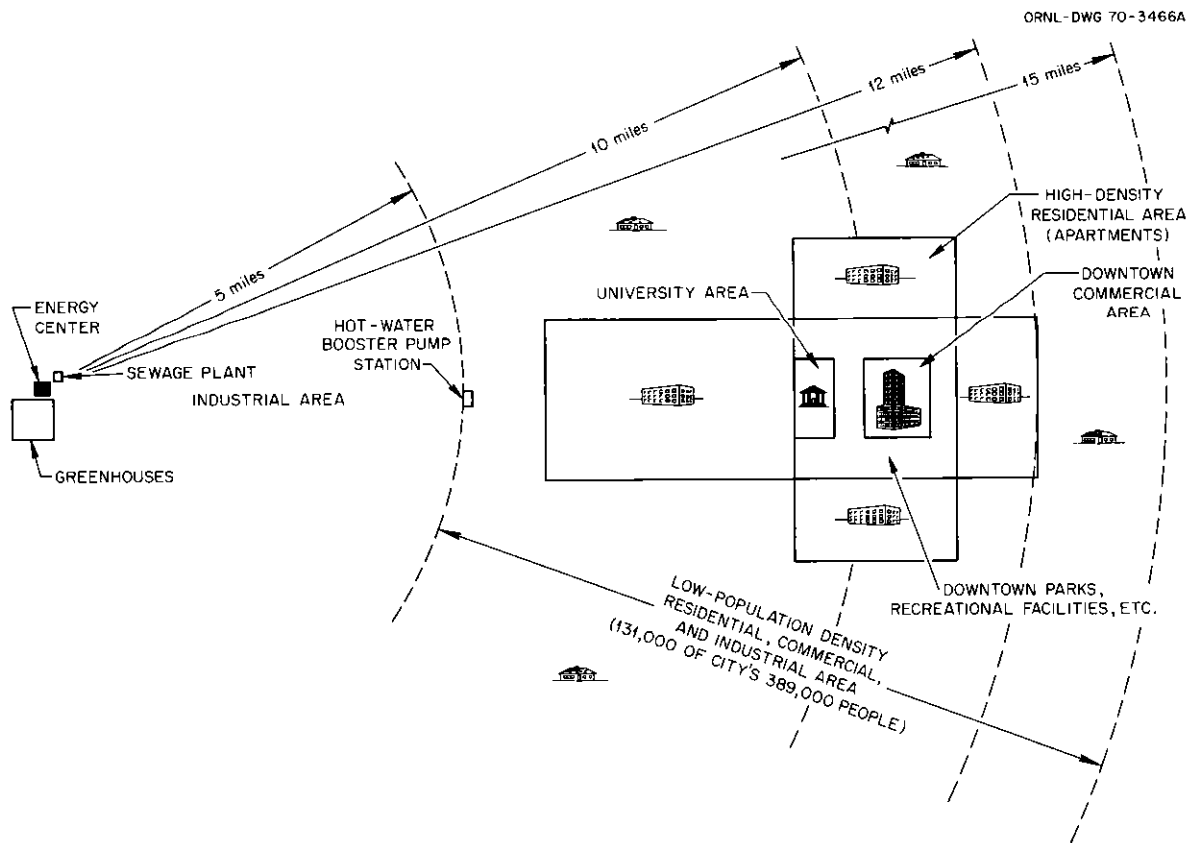 ORNL-DWG 70-3466A
10 miles
12 miles
15 miles
5 miles
HIGH-DENSITY
RESIDENTIAL AREA
(APARTMENTS)
DOWNTOWN
COMMERCIAL
AREA
UNIVERSITY AREA
ENERGY
CENTER
HOT-WATER
BOOSTER PUMP
STATION
SEWAGE PLANT
INDUSTRIAL AREA
GREENHOUSES
LOW-POPULATION DENSITY
RESIDENTIAL, COMMERCIAL,
AND INDUSTRIAL AREA
(131,000 OF CITY'S 389,000 PEOPLE)
DOWNTOWN PARKS,
RECREATIONAL FACILITIES, ETC.